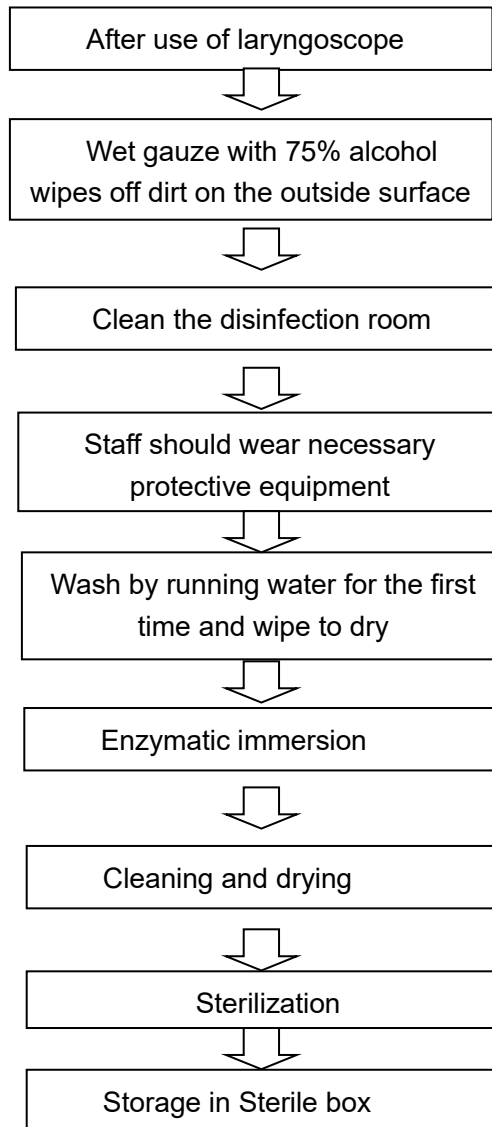 After use of laryngoscope
Wet gauze with 75% alcohol
wipes off dirt on the outside surface
Clean the disinfection room
Staff should wear necessary
protective equipment
Wash by running water for the first
time and wipe to dry
Enzymatic immersion
Cleaning and drying
Sterilization
Storage in Sterile box